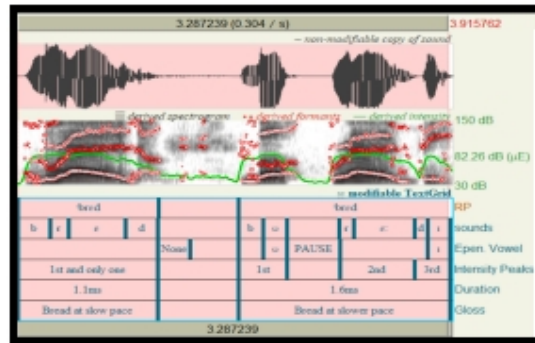 3.287239 (0.304 / s) 3.915762
non-modifiable copy of sound
derived spectrogram derived formants derived intensity
150 dB
82.26 dB (µE)
30 dB
modifiable TextGrid
bred bred RP
b r e d b ʊ r e: d ɪ sounds
None ʊ PAUSE ɪ Epen. Vowel
1st and only one 1st 2nd 3rd Intensity Peaks
1.1ms 1.6ms Duration
Bread at slow pace Bread at slower pace Gloss
3.287239